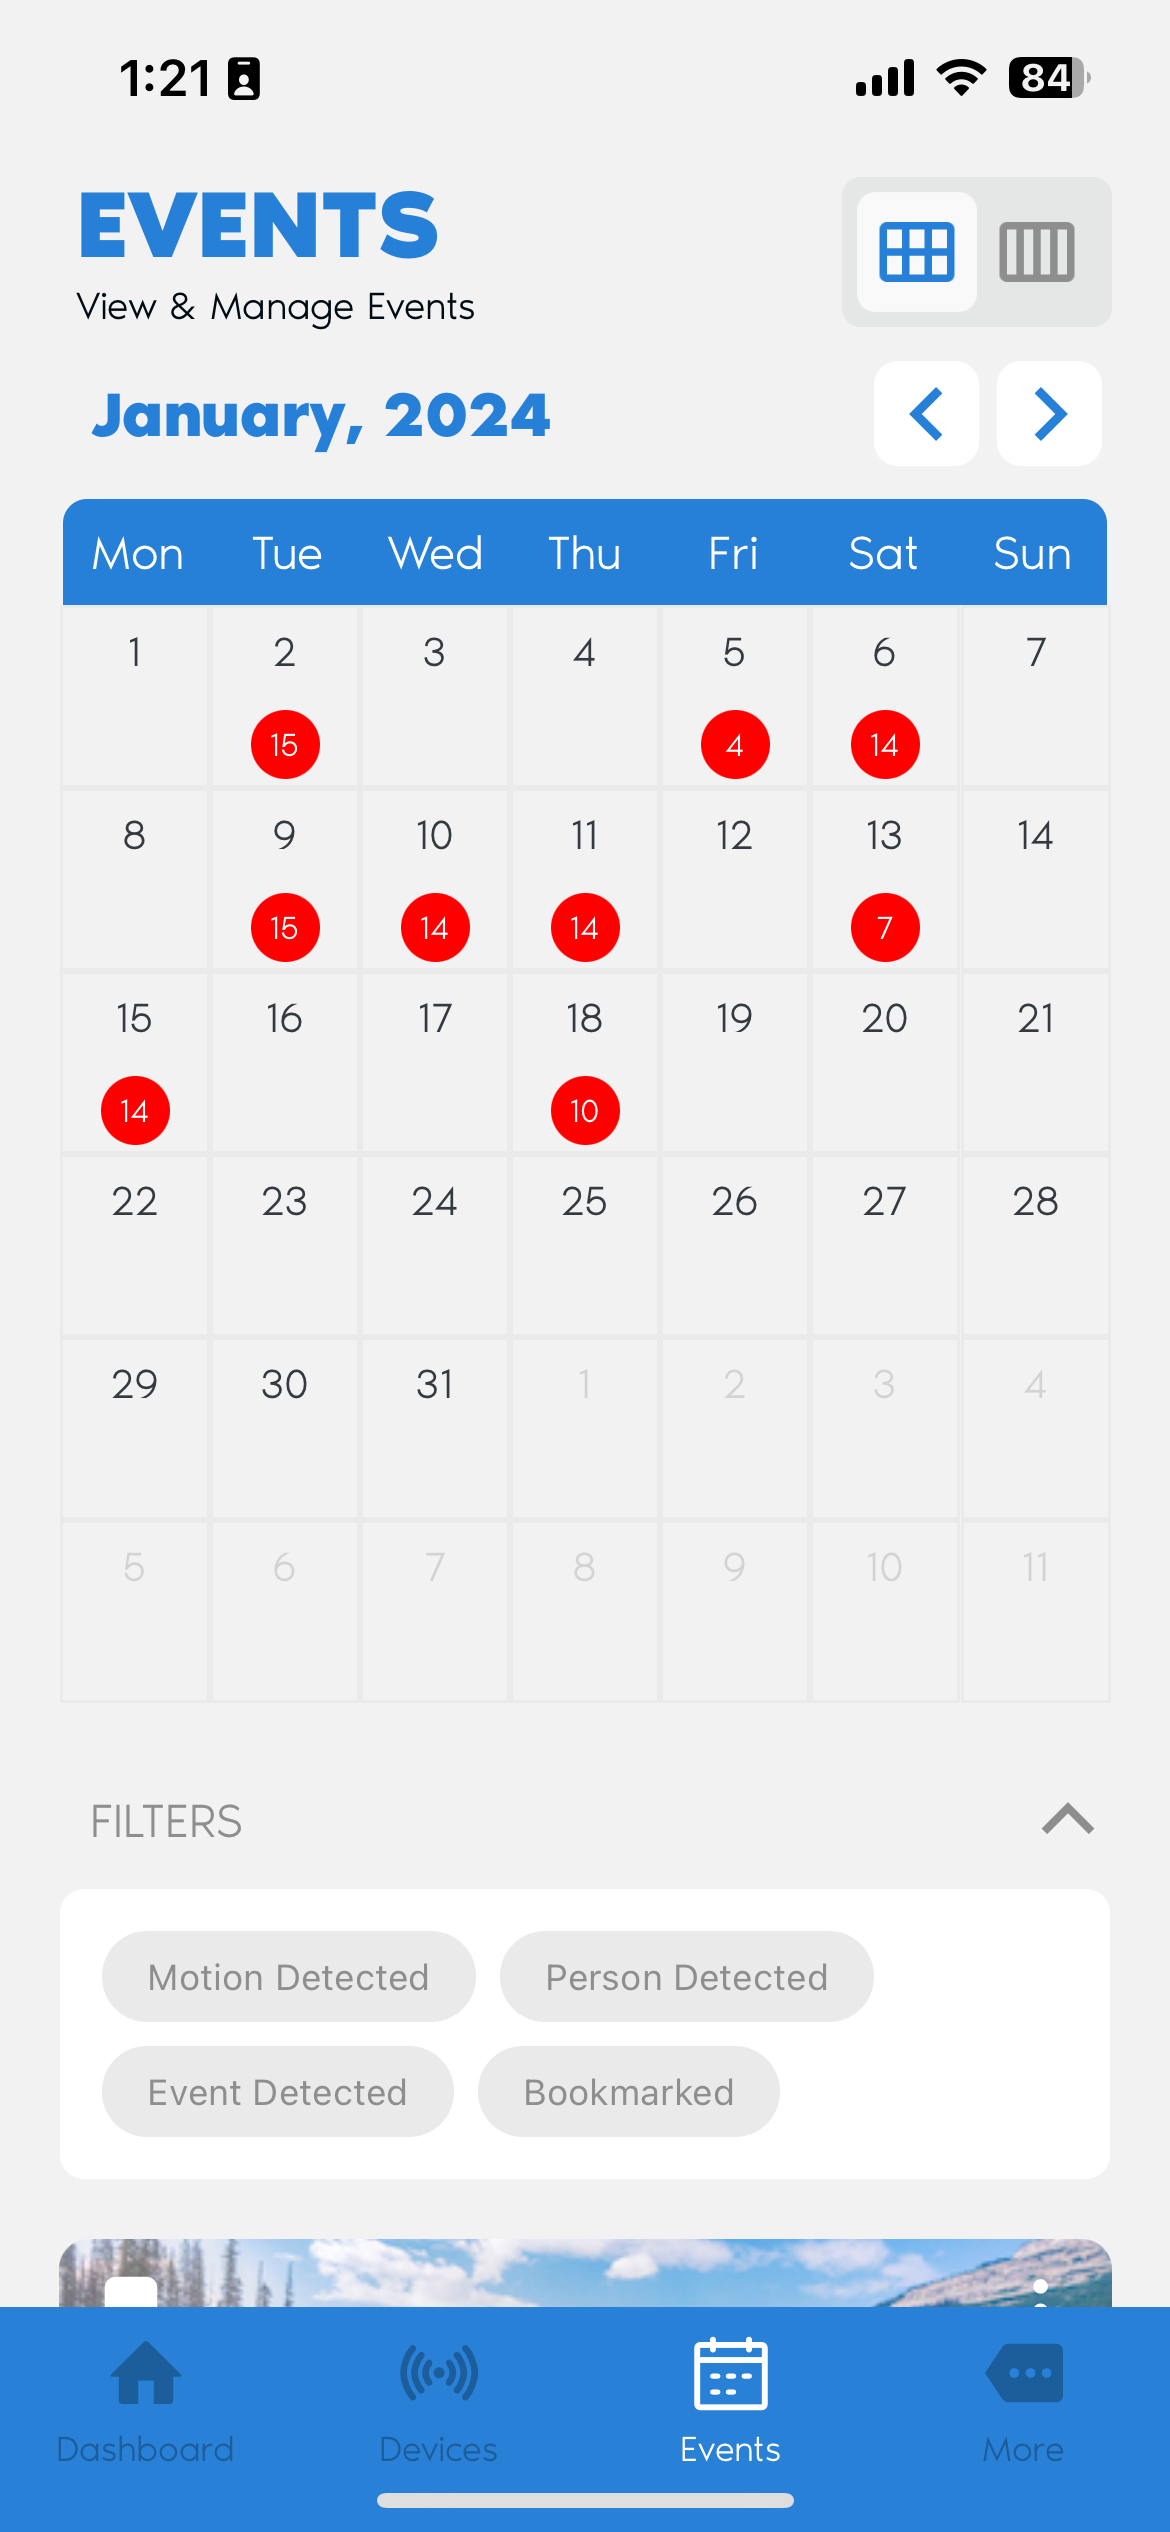 1:21
84
EVENTS
View & Manage Events
January, 2024
Mon Tue Wed Thu Fri Sat Sun
1 2 3 4 5 6 7
15 4 14
8 9 10 11 12 13 14
15 14 14 7
15 16 17 18 19 20 21
14 10
22 23 24 25 26 27 28
29 30 31 1 2 3 4
5 6 7 8 9 10 11
FILTERS
Motion Detected Person Detected
Event Detected Bookmarked
Dashboard Devices Events More